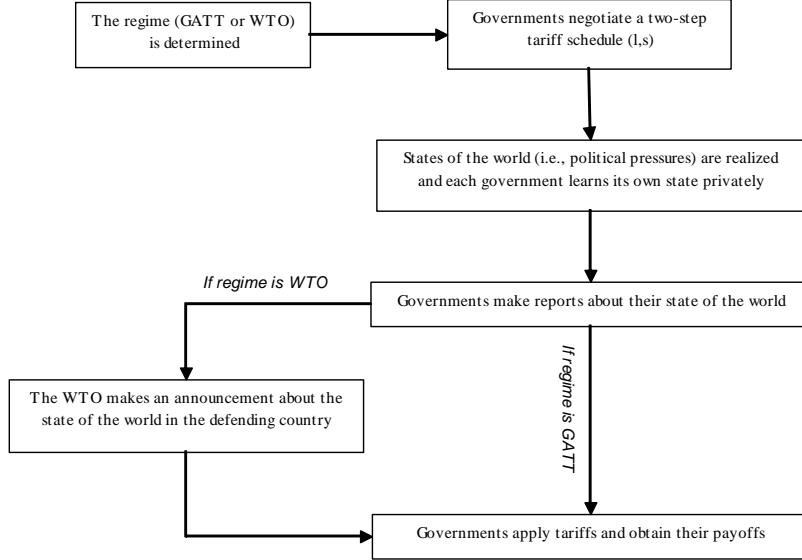 The regime (GATT or WTO)
is determined
Governments negotiate a two-step
tariff schedule (l,s)
States of the world (i.e., political pressures) are realized
and each government learns its own state privately
If regime is WTO
Governments make reports about their state of the world
If regime is
GATT
The WTO makes an announcement about the
state of the world in the defending country
Governments apply tariffs and obtain their payoffs